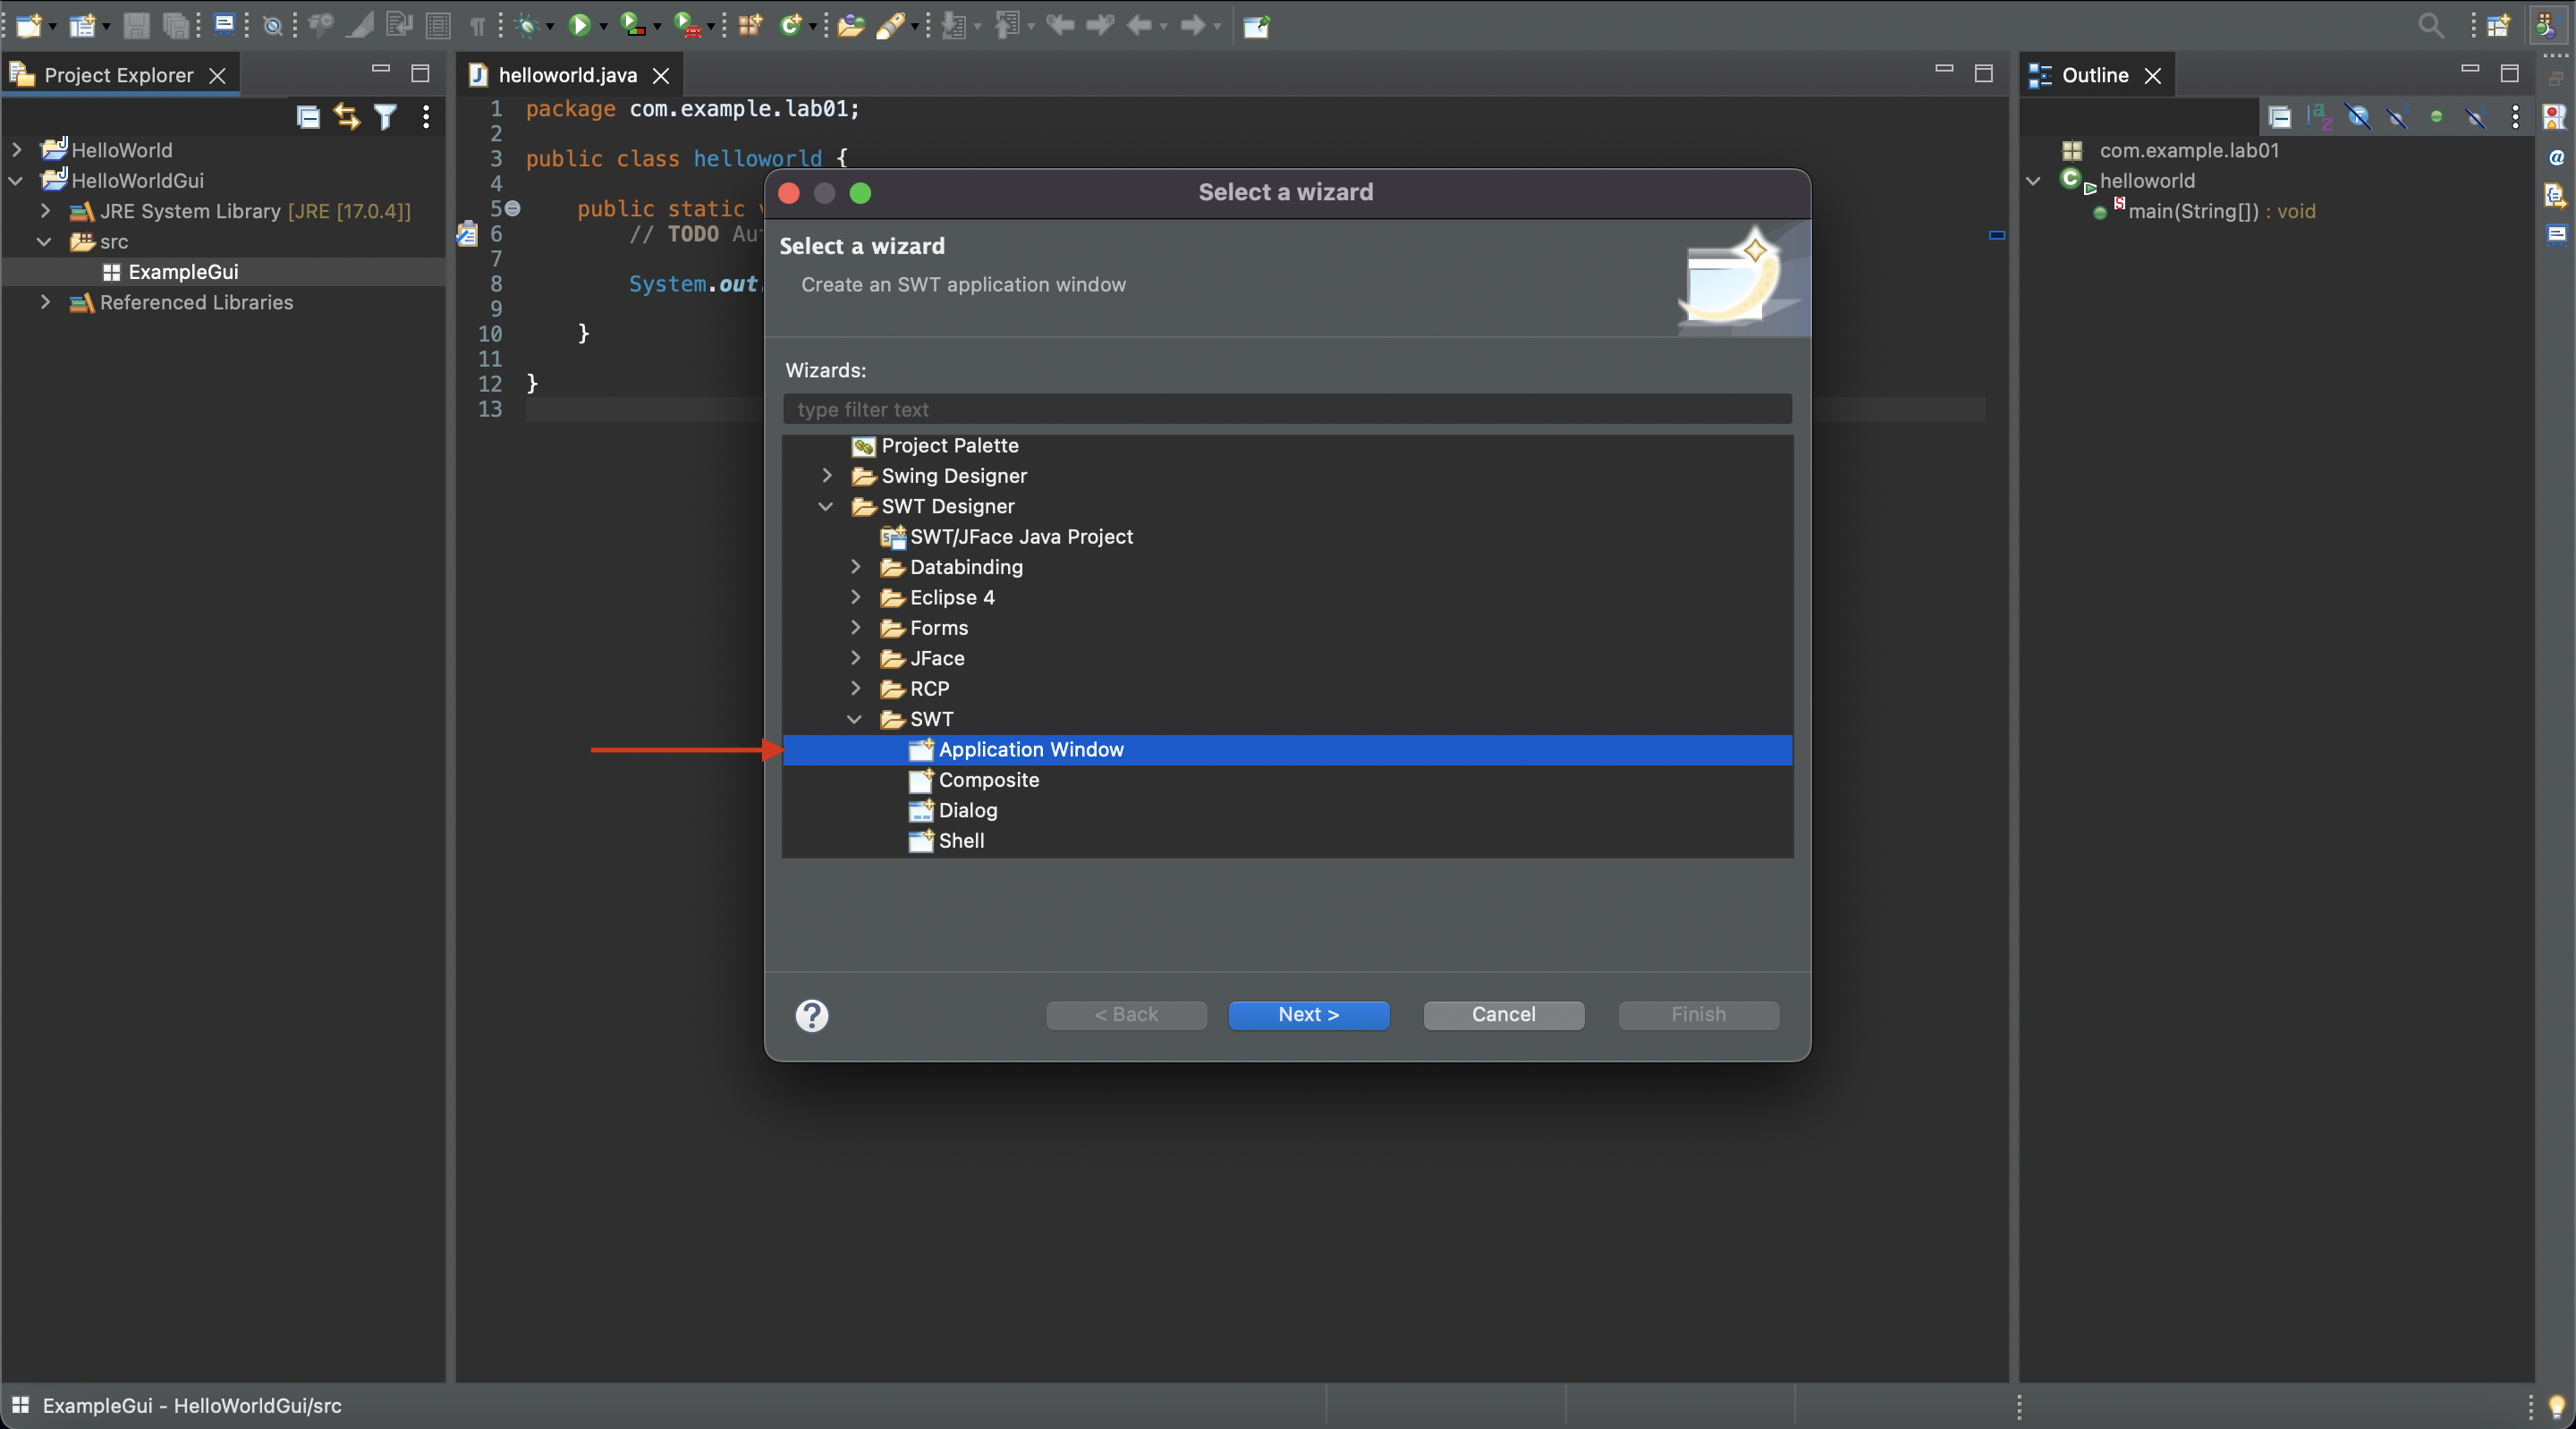 Project Explorer
HelloWorld
HelloWorldGui
JRE System Library [JRE [17.0.4]]
src
ExampleGui
Referenced Libraries
helloworld.java
1 package com.example.lab01;
2
3 public class helloworld {
4
5 public static
6 // TODO Au
7
8 System.out.
9
10 }
11
12 }
13
Select a wizard
Select a wizard
Create an SWT application window
Wizards:
type filter text
Project Palette
Swing Designer
SWT Designer
SWT/JFace Java Project
Databinding
Eclipse 4
Forms
JFace
RCP
SWT
Application Window
Composite
Dialog
Shell
< Back
Next >
Cancel
Finish
Outline
com.example.lab01
helloworld
main(String[]) : void
ExampleGui - HelloWorldGui/src